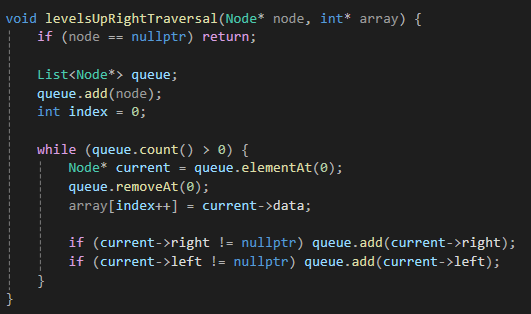 void levelsUpRightTraversal(Node* node, int* array) {
    if (node == nullptr) return;

    List<Node*> queue;
    queue.add(node);
    int index = 0;

    while (queue.count() > 0) {
        Node* current = queue.elementAt(0);
        queue.removeAt(0);
        array[index++] = current->data;

        if (current->right != nullptr) queue.add(current->right);
        if (current->left != nullptr) queue.add(current->left);
    }
}